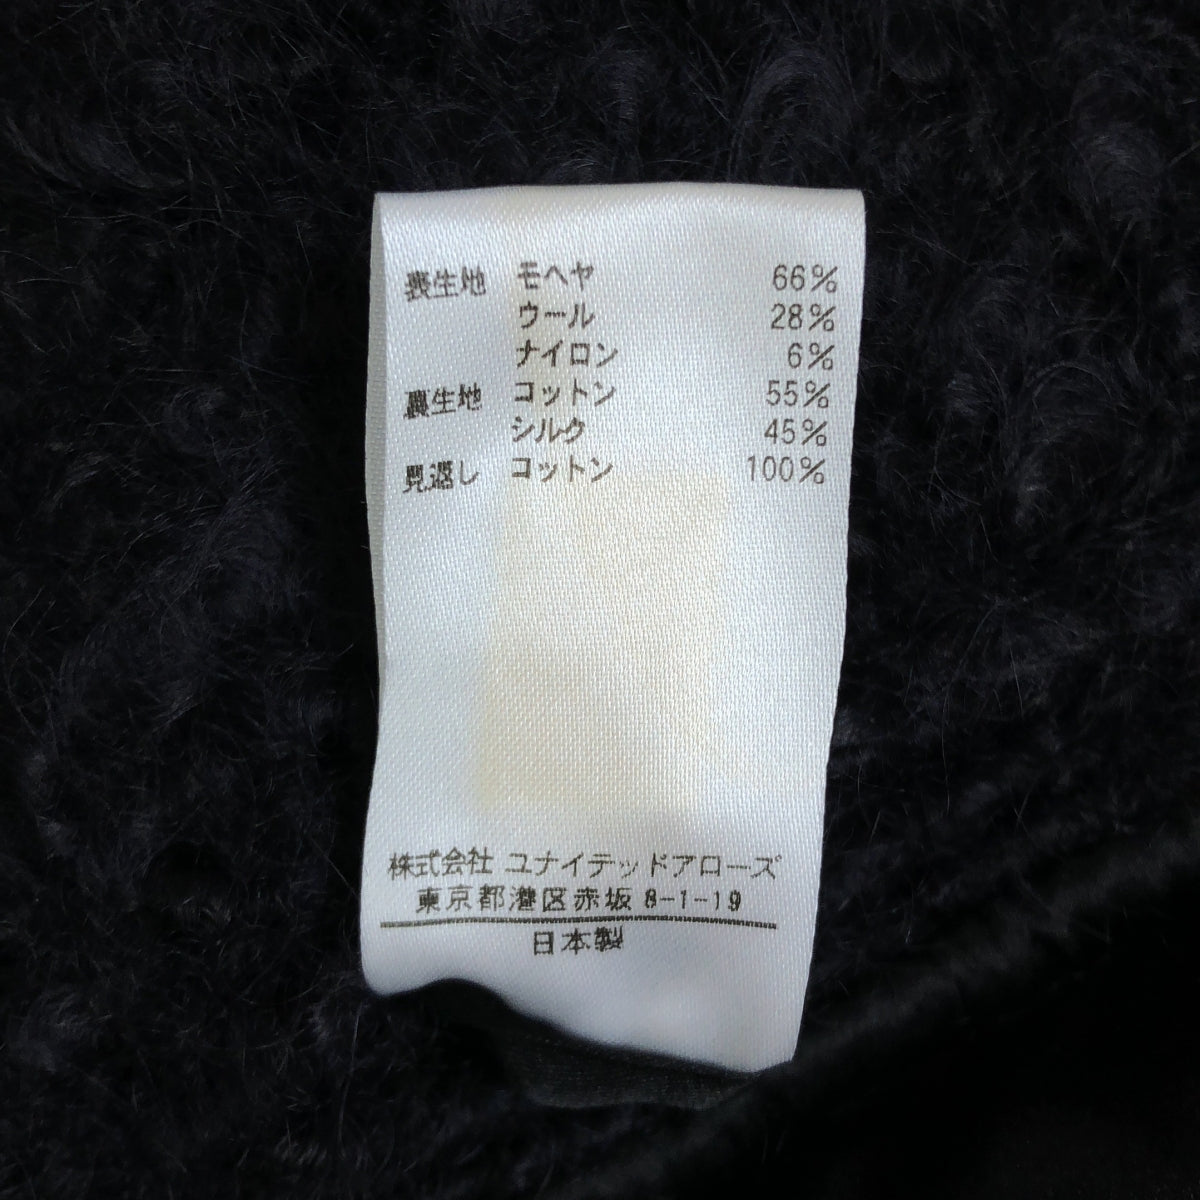 表生地 モヘヤ 66%
ウール 28%
ナイロン 6%
裏生地 コットン 55%
シルク 45%
見返し コットン 100%
株式会社 ユナイテッドアローズ
東京都港区赤坂 8-1-19
日本製